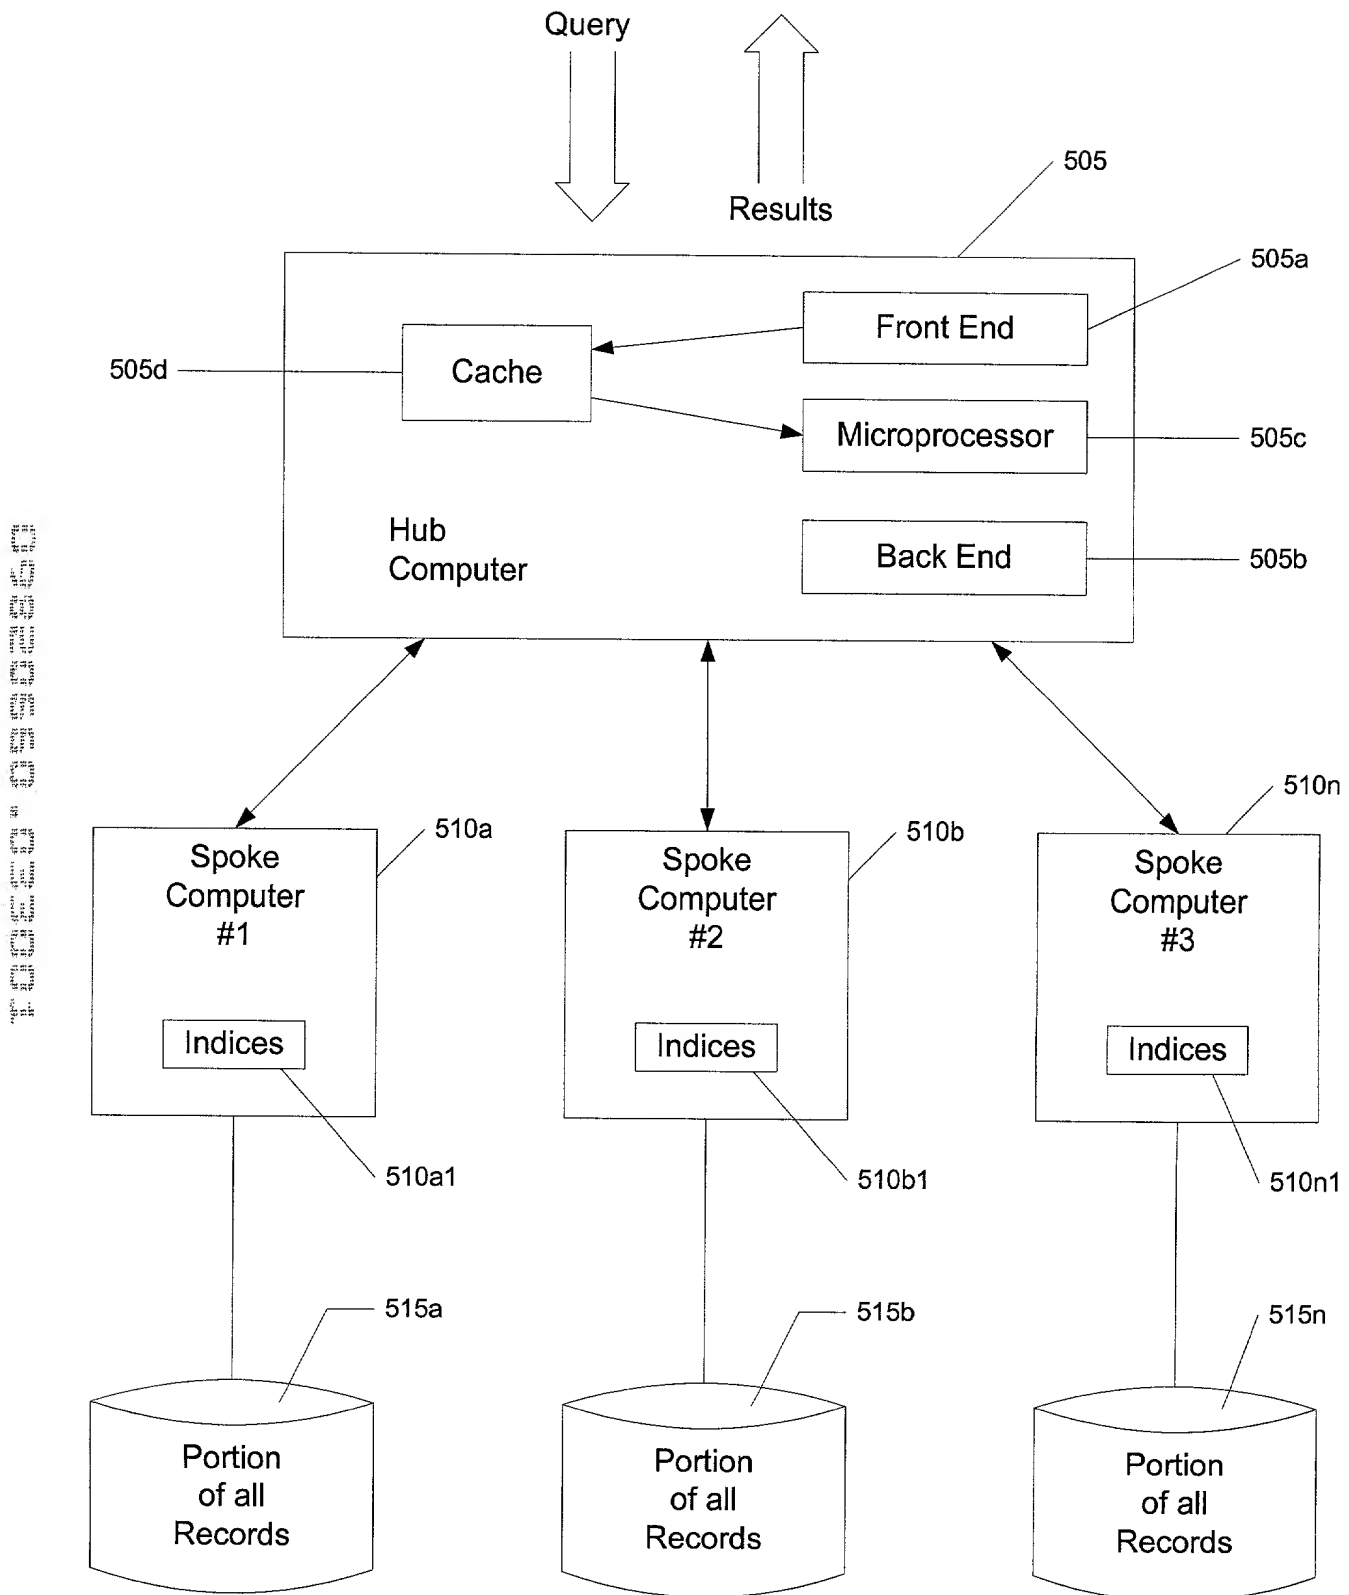 Query
Results
505
505a
Front End
Cache
505d
Microprocessor
505c
Hub
Computer
Back End
505b
510n
510a
510b
Spoke
Computer
#1
Spoke
Computer
#2
Spoke
Computer
#3
Indices
Indices
Indices
510a1
510b1
510n1
515a
515b
515n
Portion
of all
Records
Portion
of all
Records
Portion
of all
Records